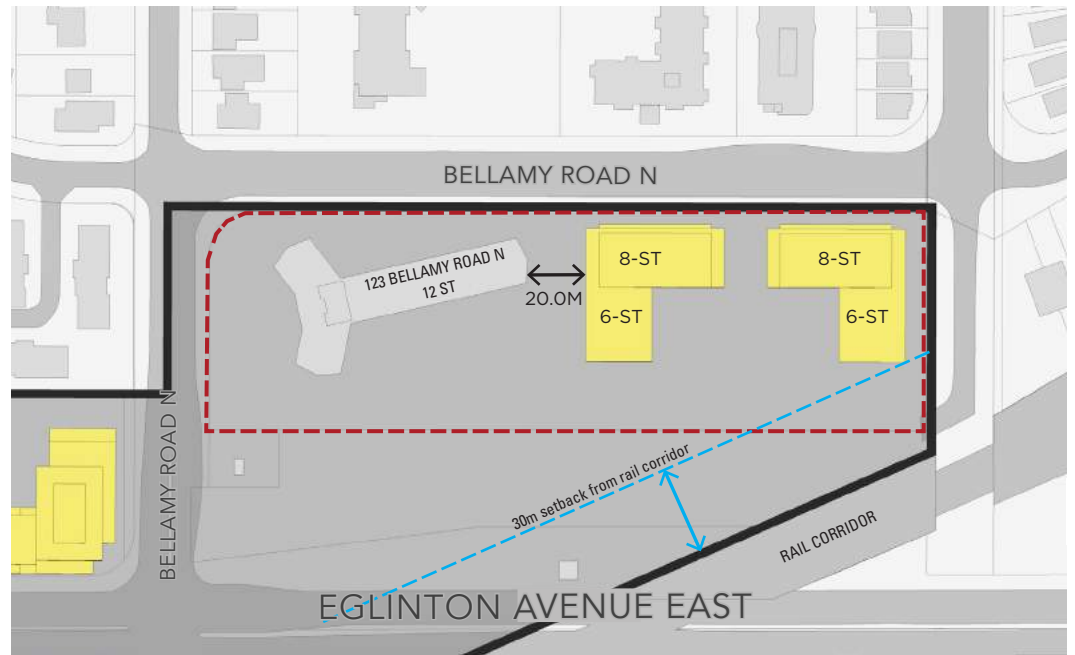 BELLAMY ROAD N
123 BELLAMY ROAD N
12 ST
20.0M
8-ST
6-ST
8-ST
6-ST
BELLAMY ROAD N
30m setback from rail corridor
RAIL CORRIDOR
EGLINTON AVENUE EAST